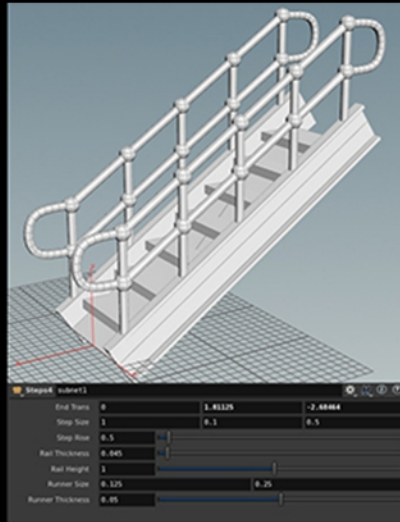 Steps4 subnet1
End Trans 0 1.81125 -2.68464
Step Size 1 0.1 0.5
Step Rise 0.5
Rail Thickness 0.045
Rail Height 1
Runner Size 0.125 0.25
Runner Thickness 0.05